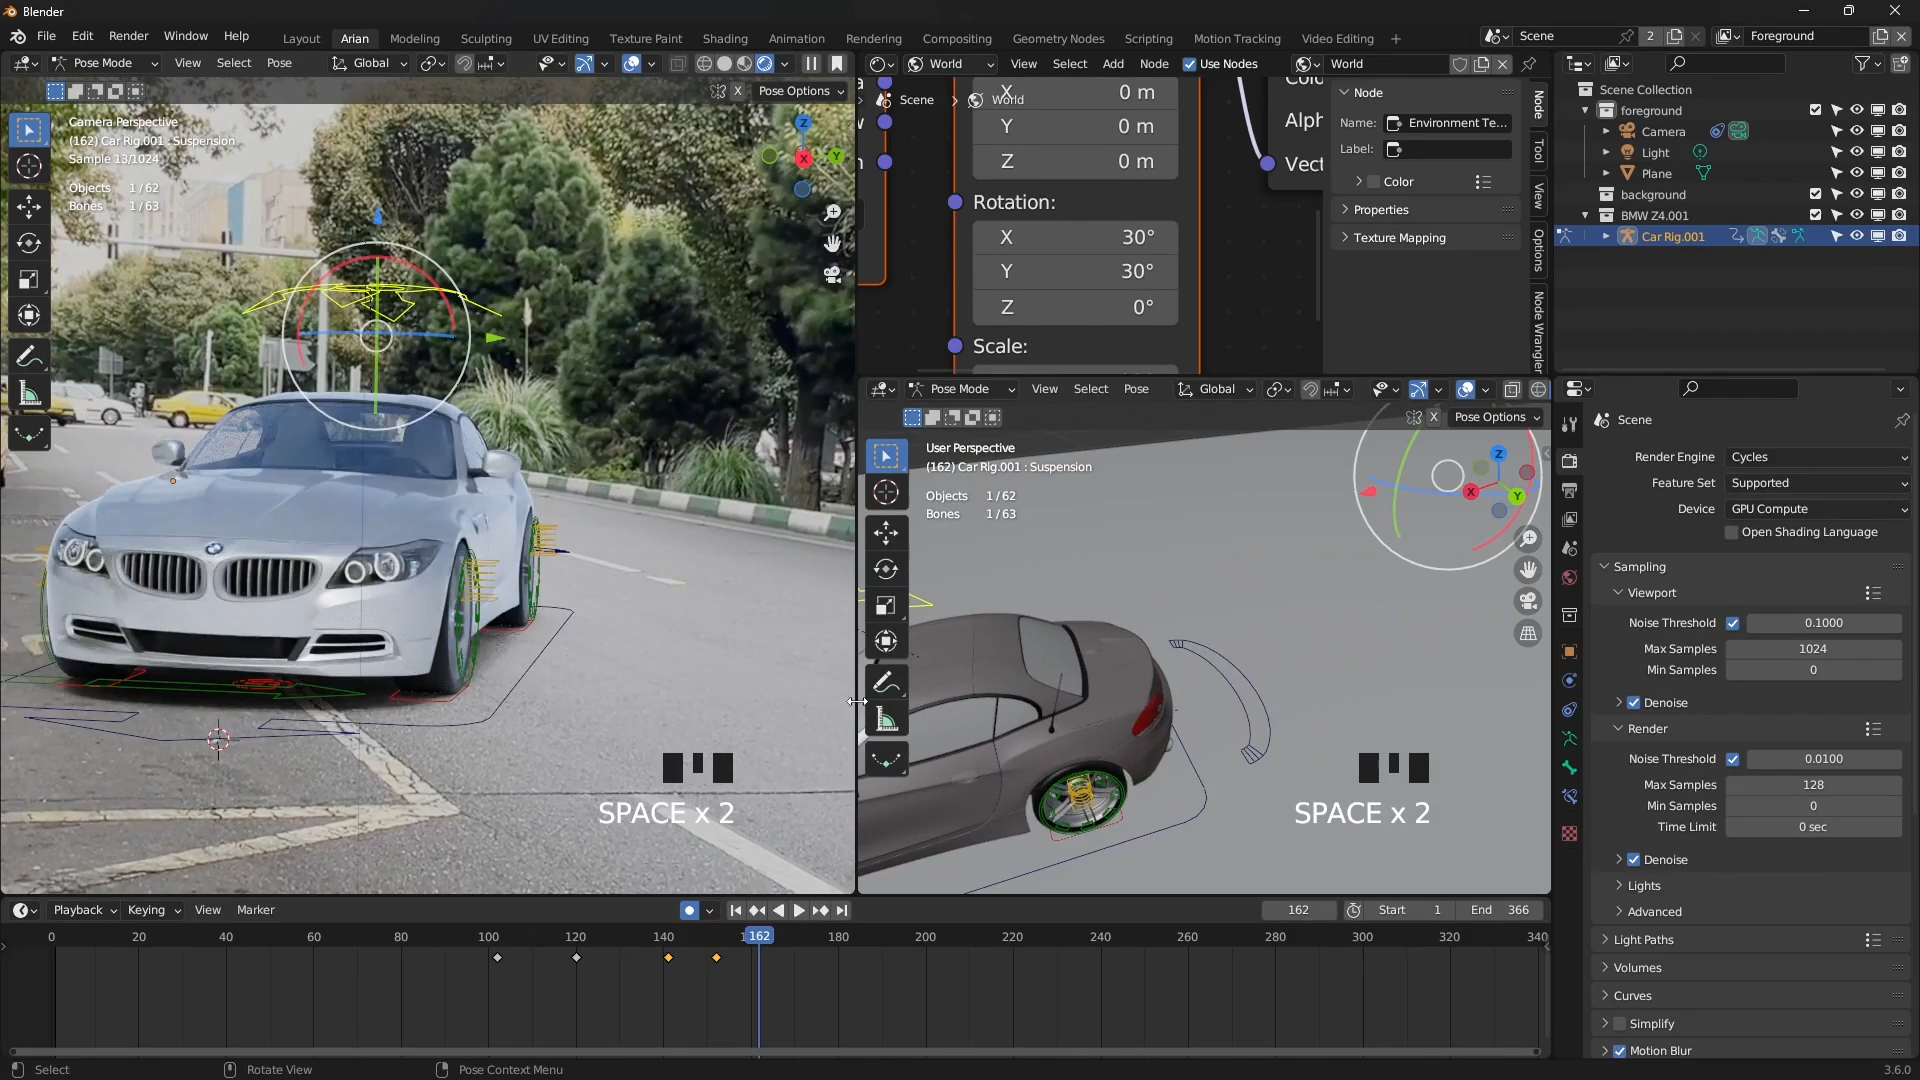 Blender
File Edit Render Window Help Layout Arian Modeling Sculpting UV Editing Texture Paint Shading Animation Rendering Compositing Geometry Nodes Scripting Motion Tracking Video Editing + Scene 2 Foreground
Pose Mode View Select Pose Global
X Pose Options
Camera Perspective
(162) Car Rig.001 : Suspension
Sample 13/1024
Objects 1/62
Bones 1/63
Z
X
Y
SPACE x 2
World View Select Add Node Use Nodes World
Scene > World
X 0 m
Y 0 m
Z 0 m
Rotation:
X 30°
Y 30°
Z 0°
Scale:
Alph
Vect
Node
Name: Environment Te...
Label:
Color
Properties
Texture Mapping
Node
Tool
View
Options
Node Wrangler
Pose Mode View Select Pose Global
X Pose Options
User Perspective
(162) Car Rig.001 : Suspension
Objects 1/62
Bones 1/63
Z
X
Y
SPACE x 2
Scene Collection
foreground
Camera
Light
Plane
background
BMW Z4.001
Car Rig.001
Scene
Render Engine Cycles
Feature Set Supported
Device GPU Compute
Open Shading Language
Sampling
Viewport
Noise Threshold 0.1000
Max Samples 1024
Min Samples 0
Denoise
Render
Noise Threshold 0.0100
Max Samples 128
Min Samples 0
Time Limit 0 sec
Denoise
Lights
Advanced
Light Paths
Volumes
Curves
Simplify
Motion Blur
Playback Keying View Marker 162 Start 1 End 366
0 20 40 60 80 100 120 140 162 180 200 220 240 260 280 300 320 340
Select Rotate View Pose Context Menu 3.6.0